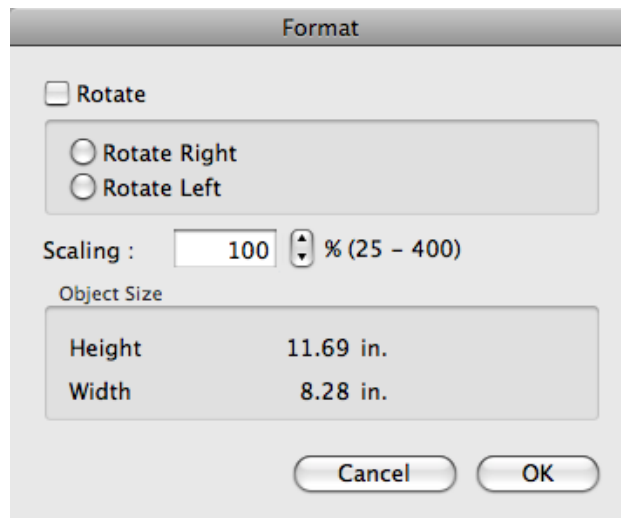 Format
Rotate
Rotate Right
Rotate Left
Scaling : 100 % (25 – 400)
Object Size
Height 11.69 in.
Width 8.28 in.
Cancel OK